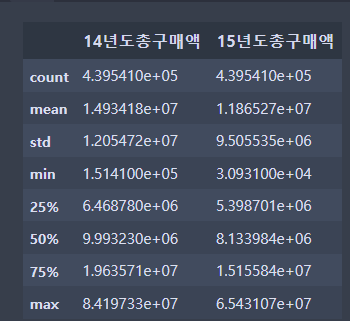 14년도총구매액 15년도총구매액
count 4.395410e+05 4.395410e+05
mean 1.493418e+07 1.186527e+07
std 1.205472e+07 9.505535e+06
min 1.514100e+05 3.093100e+04
25% 6.468780e+06 5.398701e+06
50% 9.993230e+06 8.133984e+06
75% 1.963571e+07 1.515584e+07
max 8.419733e+07 6.543107e+07